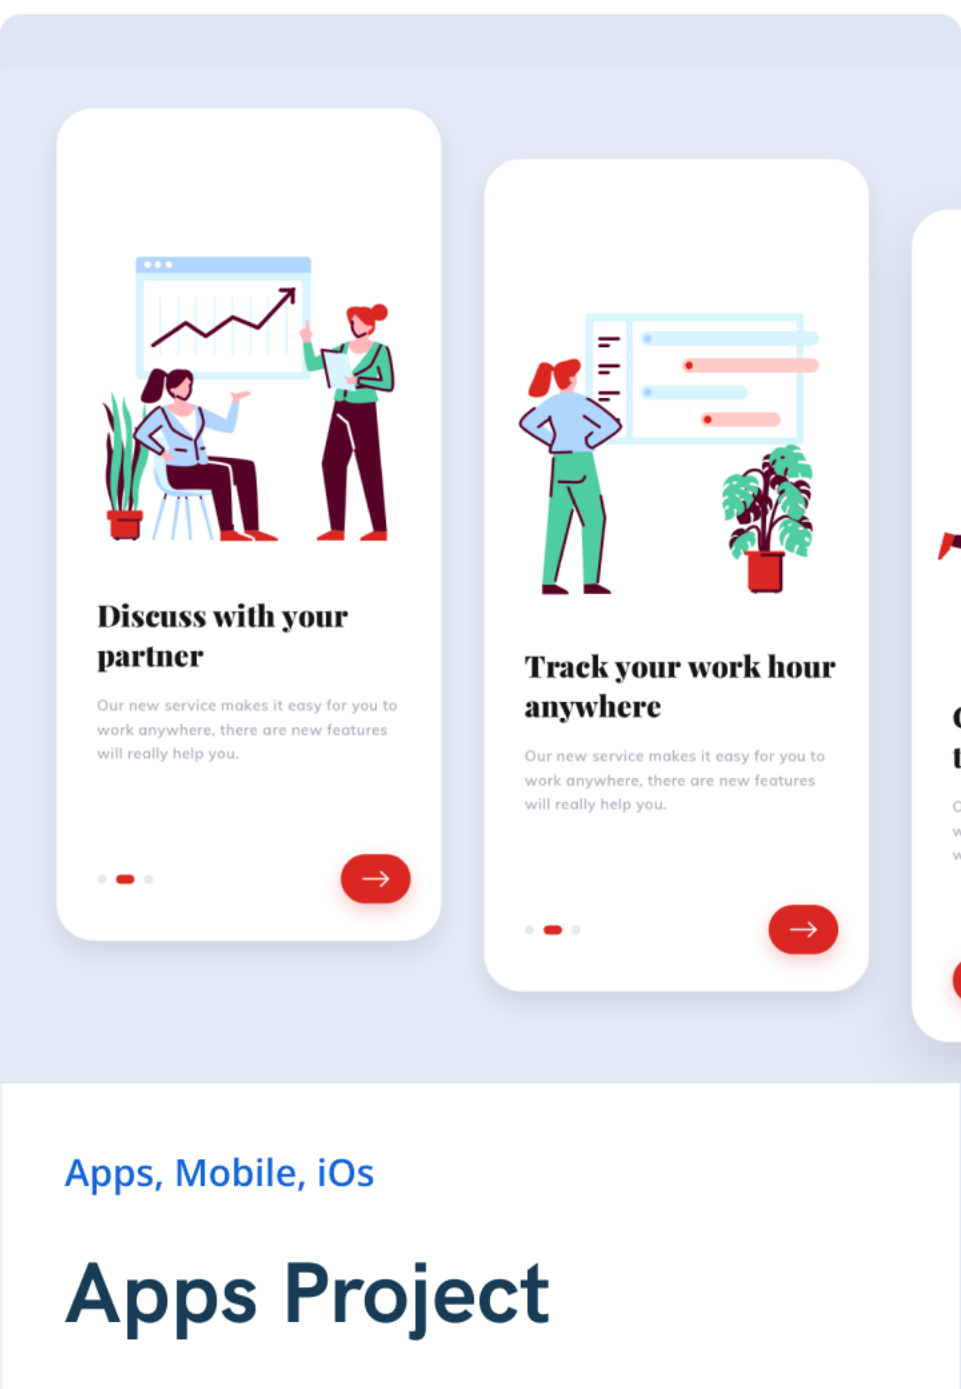 Discuss with your
partner
Our new service makes it easy for you to
work anywhere, there are new features
will really help you.
Track your work hour
anywhere
Our new service makes it easy for you to
work anywhere, there are new features
will really help you.
Apps, Mobile, iOs
Apps Project